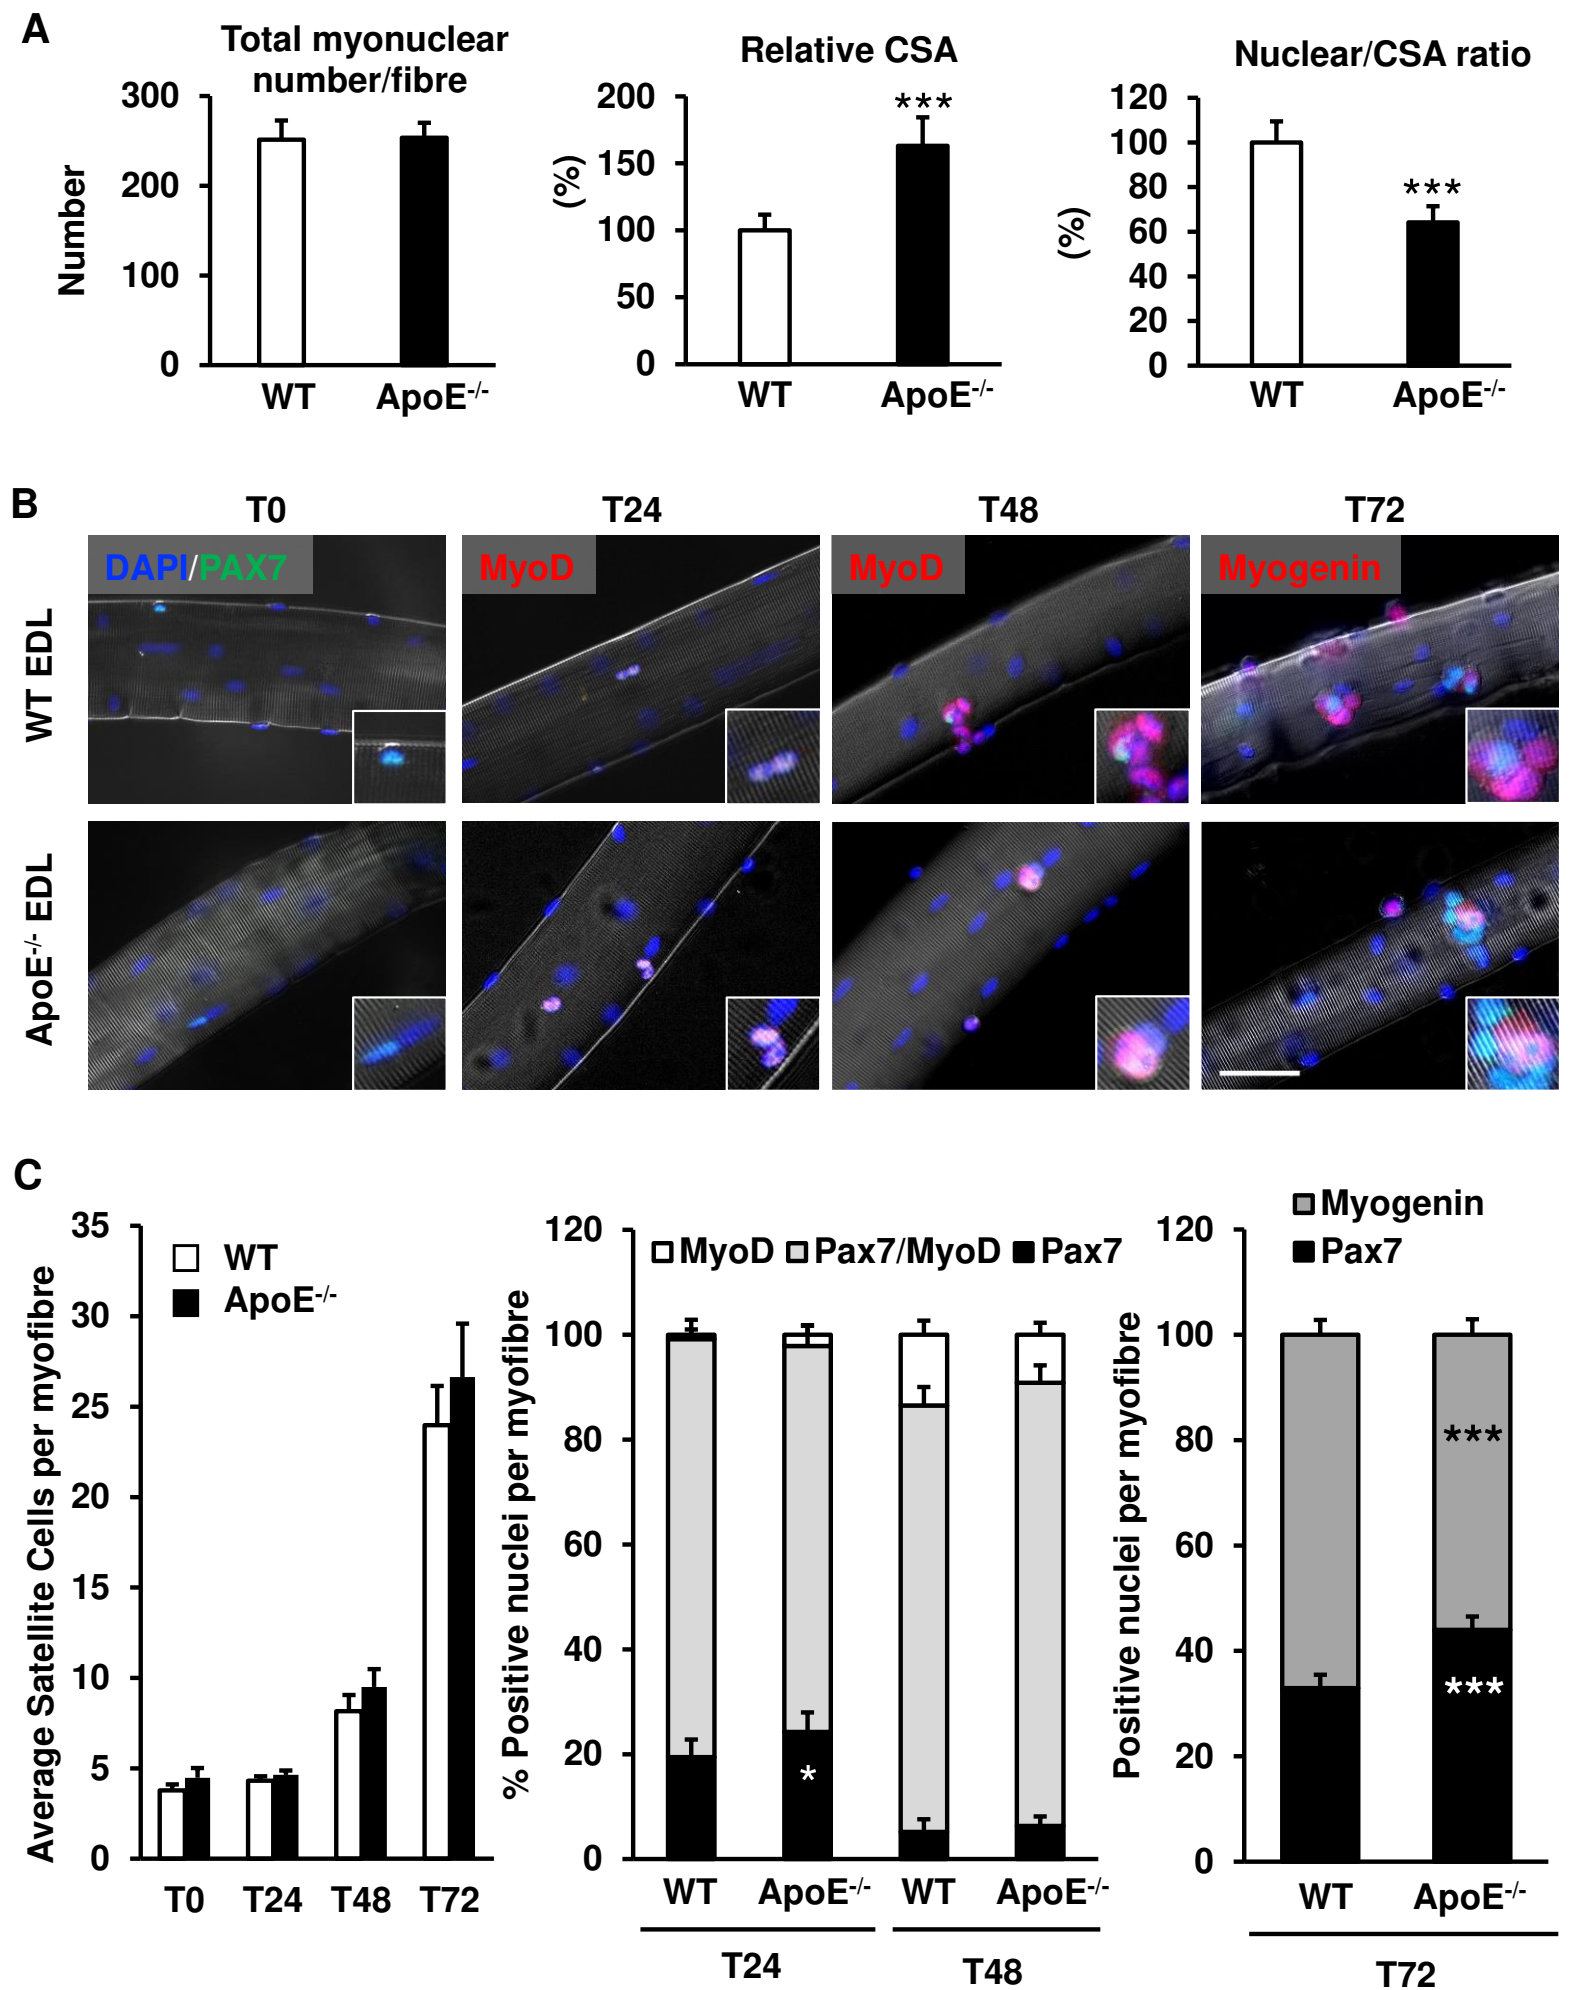 A
Total myonuclear
number/fibre
Number
300
200
100
0
WT
ApoE-/-
Relative CSA
(%)
200
150
100
50
0
***
WT
ApoE-/-
Nuclear/CSA ratio
(%)
120
100
80
60
40
20
0
***
WT
ApoE-/-
B
T0
T24
T48
T72
WT EDL
DAPI/PAX7
MyoD
MyoD
Myogenin
ApoE-/- EDL
C
Average Satellite Cells per myofibre
35
30
25
20
15
10
5
0
WT
ApoE-/-
T0
T24
T48
T72
% Positive nuclei per myofibre
120
100
80
60
40
20
0
MyoD Pax7/MyoD Pax7
*
WT
ApoE-/-
WT
ApoE-/-
T24
T48
Positive nuclei per myofibre
120
100
80
60
40
20
0
Myogenin
Pax7
***
***
WT
ApoE-/-
T72